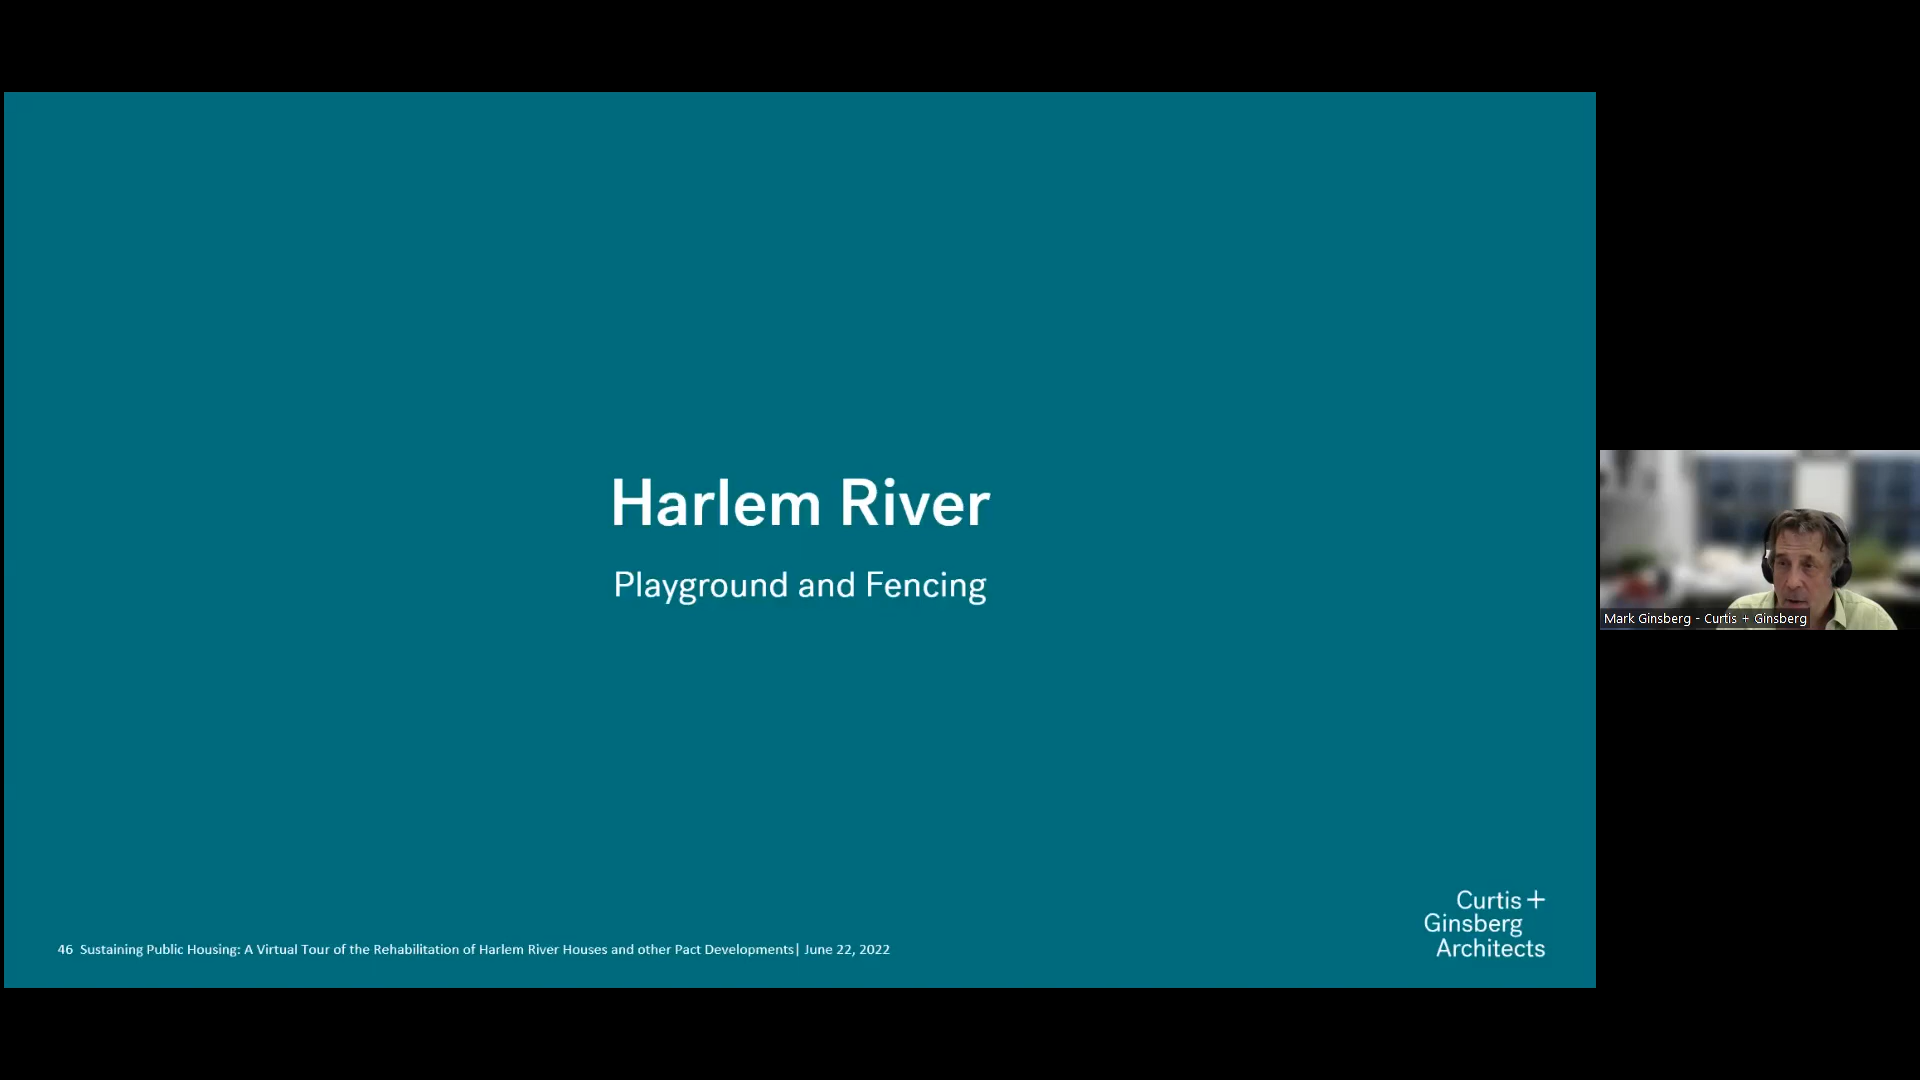 Harlem River
Playground and Fencing
Mark Ginsberg - Curtis + Ginsberg
Curtis +
Ginsberg
Architects
46 Sustaining Public Housing: A Virtual Tour of the Rehabilitation of Harlem River Houses and other Pact Developments| June 22, 2022